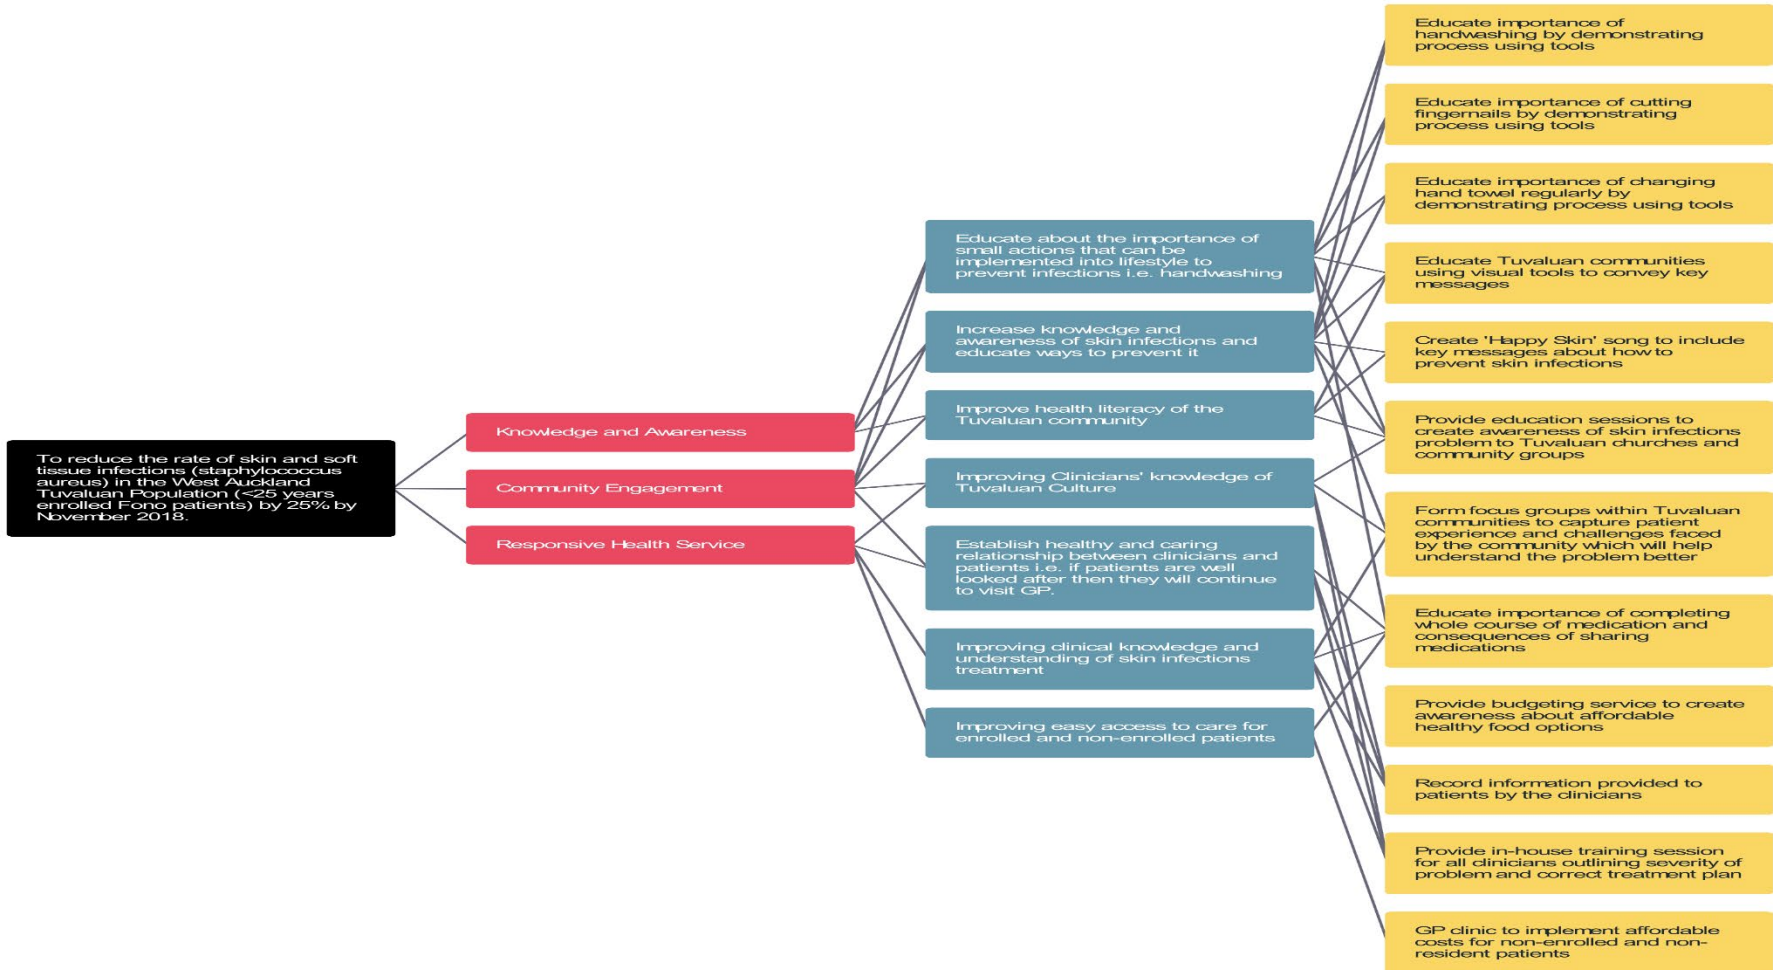 To reduce the rate of skin and soft
tissue infections (staphylococcus
aureus) in the West Auckland
Tuvaluan Population (<25 years
enrolled Fono patients) by 25% by
November 2018.
Knowledge and Awareness
Community Engagement
Responsive Health Service
Educate about the importance of
small actions that can be
implemented into lifestyle to
prevent infections i.e. handwashing
Increase knowledge and
awareness of skin infections and
educate ways to prevent it
Improve health literacy of the
Tuvaluan community
Improving Clinicians' knowledge of
Tuvaluan Culture
Establish healthy and caring
relationship between clinicians and
patients i.e. if patients are well
looked after then they will continue
to visit GP.
Improving clinical knowledge and
understanding of skin infections
treatment
Improving easy access to care for
enrolled and non-enrolled patients
Educate importance of
handwashing by demonstrating
process using tools
Educate importance of cutting
fingernails by demonstrating
process using tools
Educate importance of changing
hand towel regularly by
demonstrating process using tools
Educate Tuvaluan communities
using visual tools to convey key
messages
Create 'Happy Skin' song to include
key messages about how to
prevent skin infections
Provide education sessions to
create awareness of skin infections
problem to Tuvaluan churches and
community groups
Form focus groups within Tuvaluan
communities to capture patient
experience and challenges faced
by the community which will help
understand the problem better
Educate importance of completing
whole course of medication and
consequences of sharing
medications
Provide budgeting service to create
awareness about affordable
healthy food options
Record information provided to
patients by the clinicians
Provide in-house training session
for all clinicians outlining severity of
problem and correct treatment plan
GP clinic to implement affordable
costs for non-enrolled and non-
resident patients